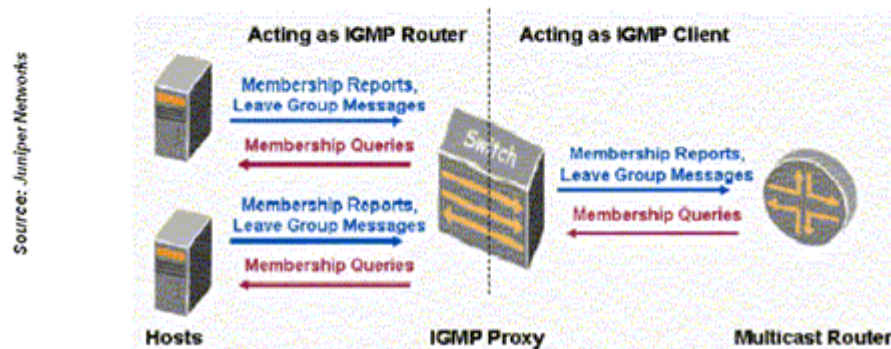 Source: Juniper Networks
Acting as IGMP Router
Acting as IGMP Client
Membership Reports,
Leave Group Messages
Membership Queries
Switch
Membership Reports,
Leave Group Messages
Membership Queries
Membership Reports,
Leave Group Messages
Membership Queries
Hosts
IGMP Proxy
Multicast Router